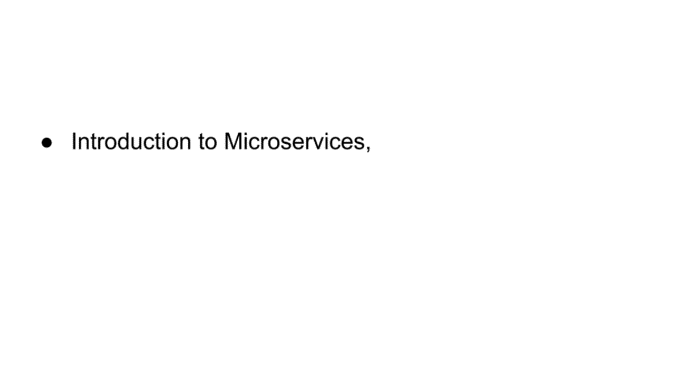 ● Introduction to Microservices,